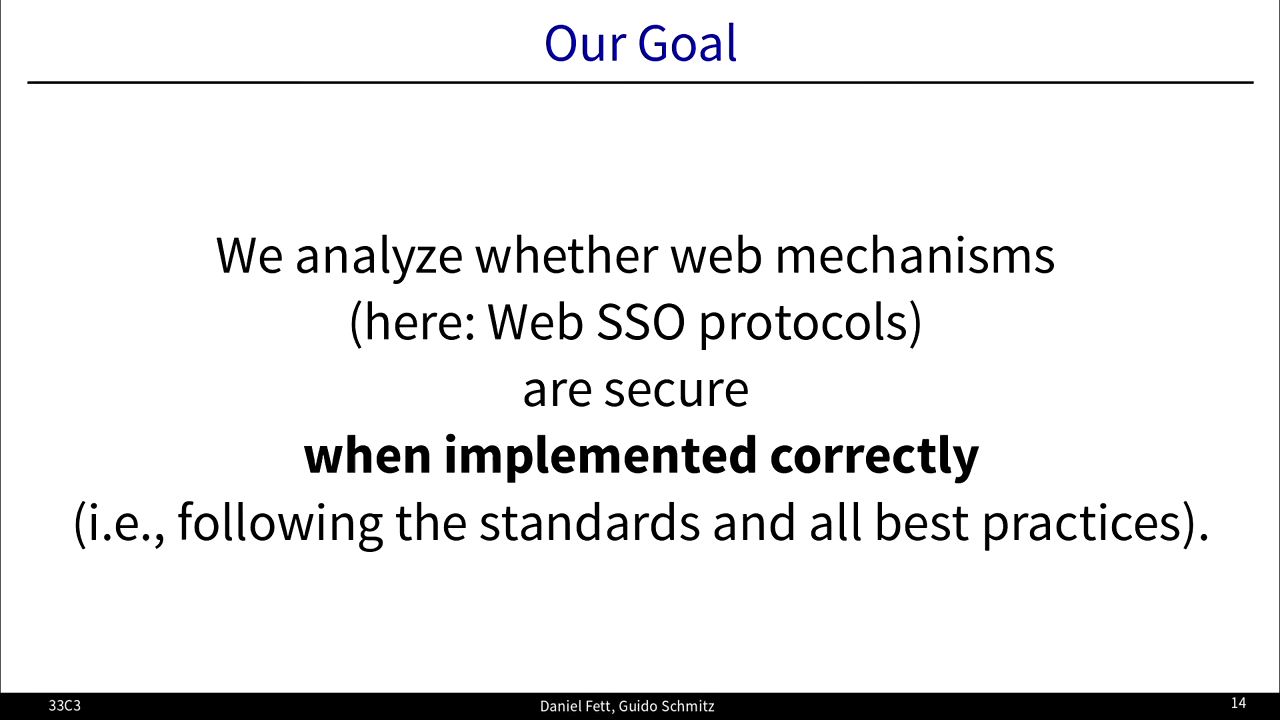 Our Goal
We analyze whether web mechanisms
(here: Web SSO protocols)
are secure
when implemented correctly
(i.e., following the standards and all best practices).
33C3
Daniel Fett, Guido Schmitz
14